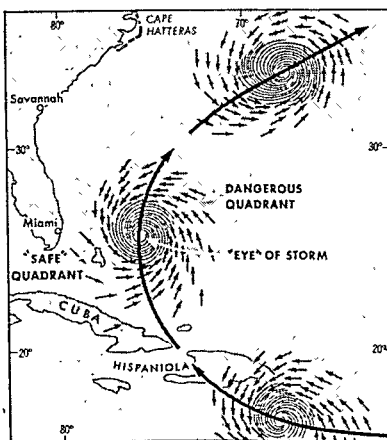 80°
CAPE
HATTERAS
70°
Savannah
30°
30°
DANGEROUS
QUADRANT
Miami
"SAFE"
QUADRANT
"EYE" OF STORM
CUBA
20°
20°
HISPANIOLA
80°
70°